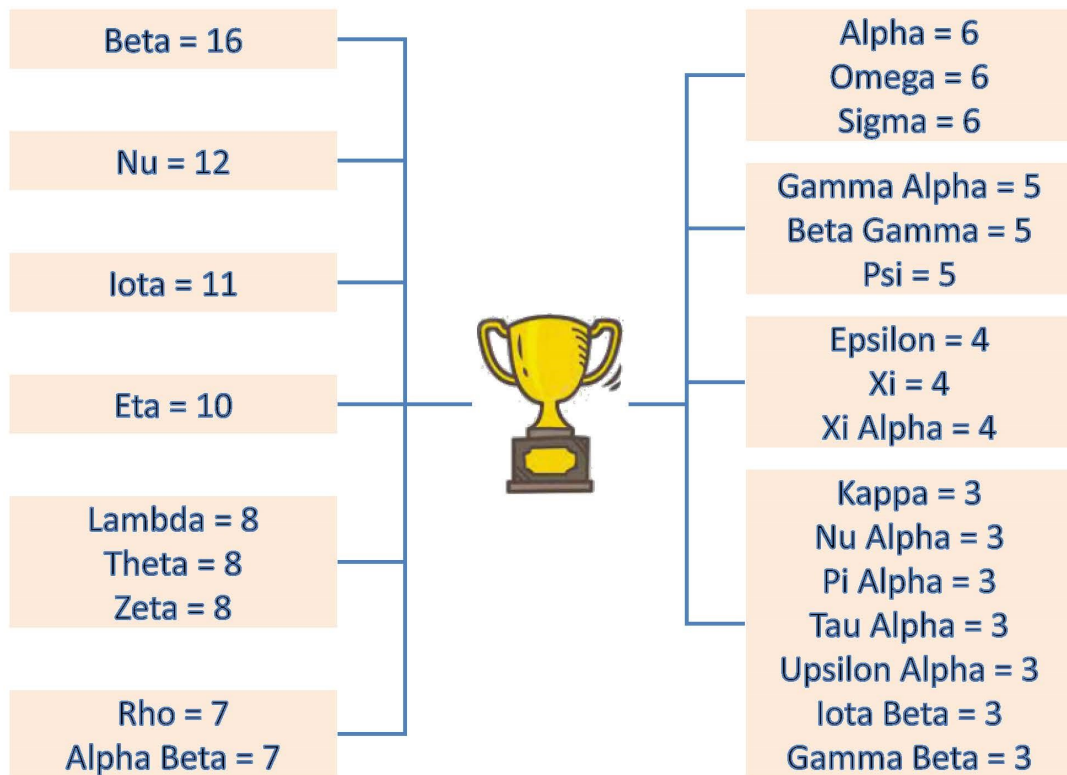 Beta = 16
Nu = 12
Iota = 11
Eta = 10
Lambda = 8
Theta = 8
Zeta = 8
Rho = 7
Alpha Beta = 7
Alpha = 6
Omega = 6
Sigma = 6
Gamma Alpha = 5
Beta Gamma = 5
Psi = 5
Epsilon = 4
Xi = 4
Xi Alpha = 4
Kappa = 3
Nu Alpha = 3
Pi Alpha = 3
Tau Alpha = 3
Upsilon Alpha = 3
Iota Beta = 3
Gamma Beta = 3